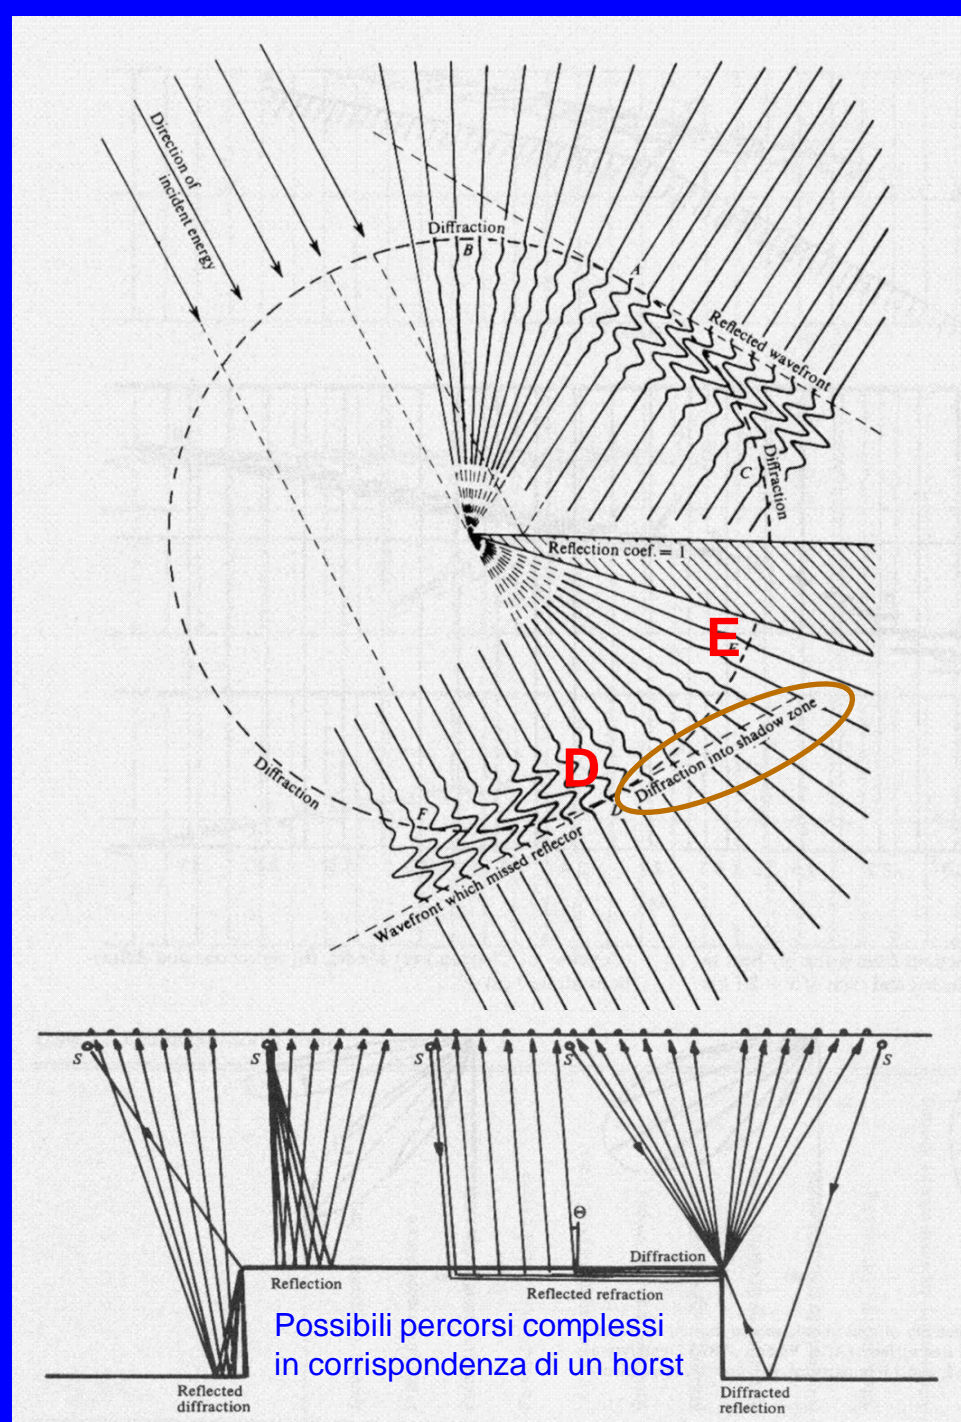 Direction of
incident energy
Diffraction
B
A
Reflected wavefront
C
Diffraction
Reflection coef. = 1
E
E
Diffraction into shadow zone
D
D
Diffraction
F
Wavefront which missed reflector
S
S
S
S
S
Θ
Diffraction
Reflection
Reflected refraction
Possibili percorsi complessi
in corrispondenza di un horst
Reflected
diffraction
Diffracted
reflection